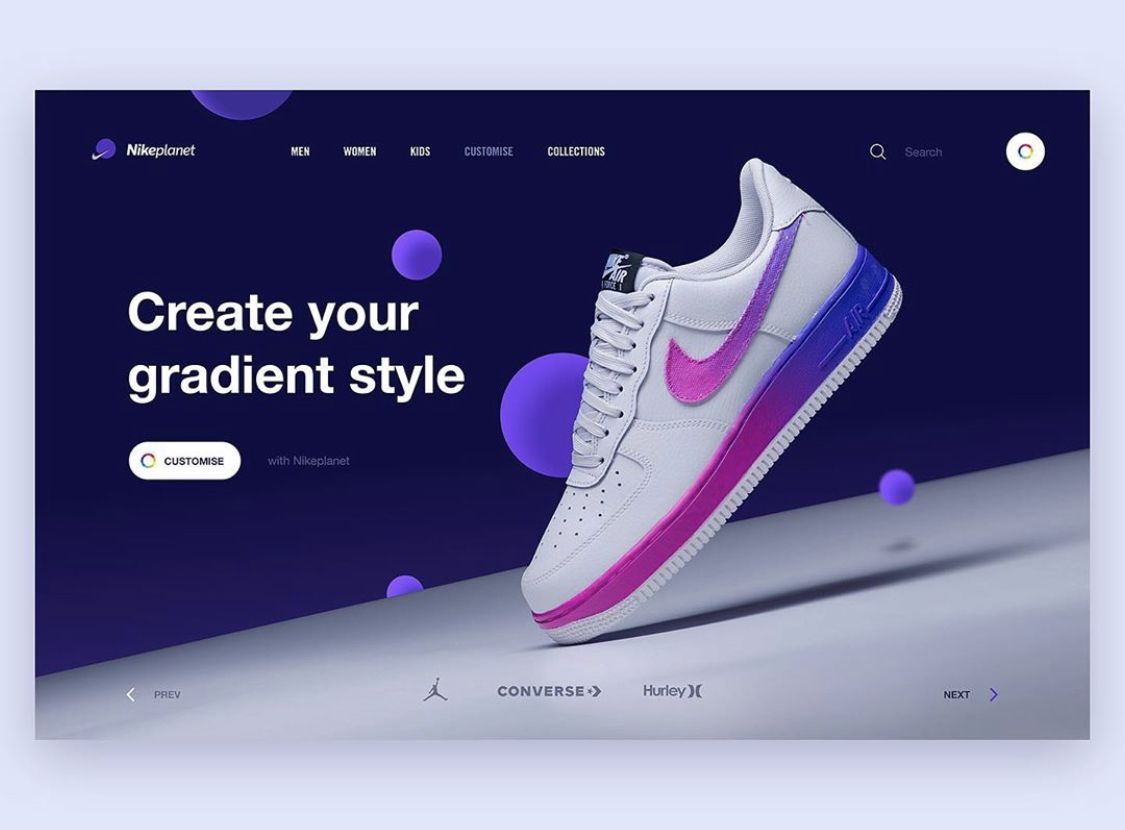 Nikeplanet
MEN WOMEN KIDS CUSTOMISE COLLECTIONS
Search
AIR
AIR
Create your
gradient style
CUSTOMISE with Nikeplanet
PREV
CONVERSE
Hurley
NEXT